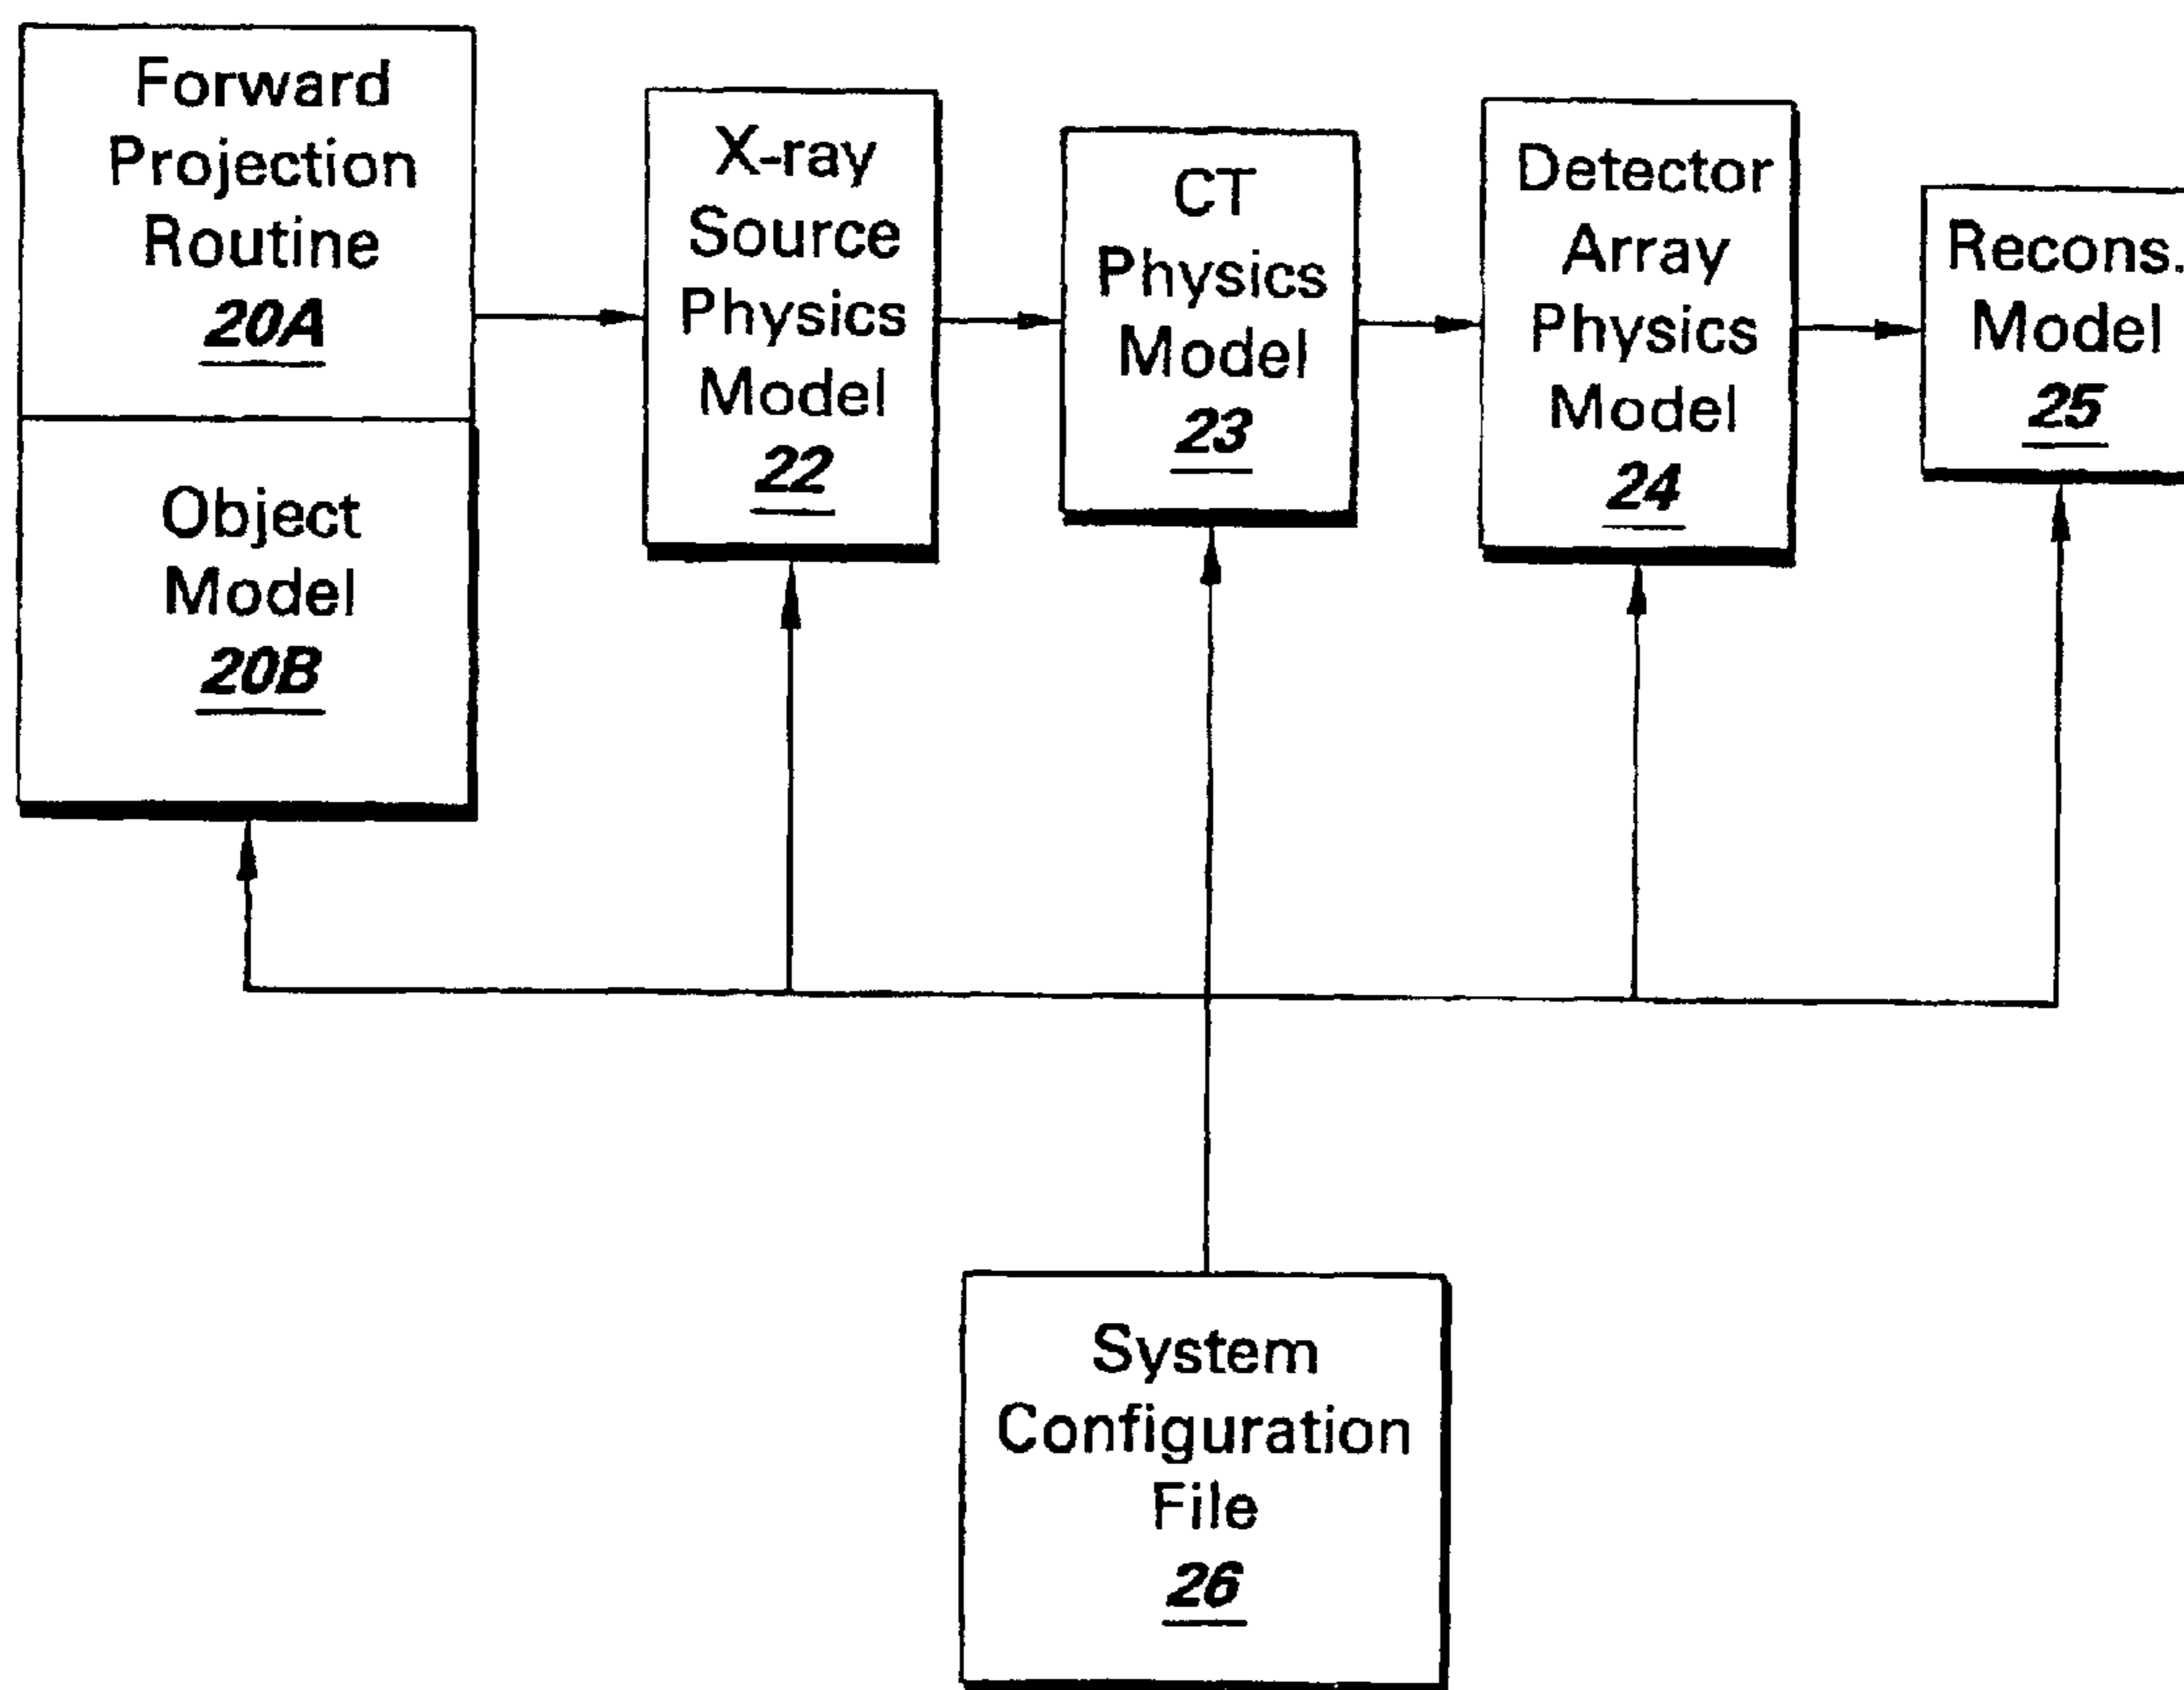 Forward
Projection
Routine
20A
Object
Model
20B
X-ray
Source
Physics
Model
22
CT
Physics
Model
23
Detector
Array
Physics
Model
24
Recons.
Model
25
System
Configuration
File
26